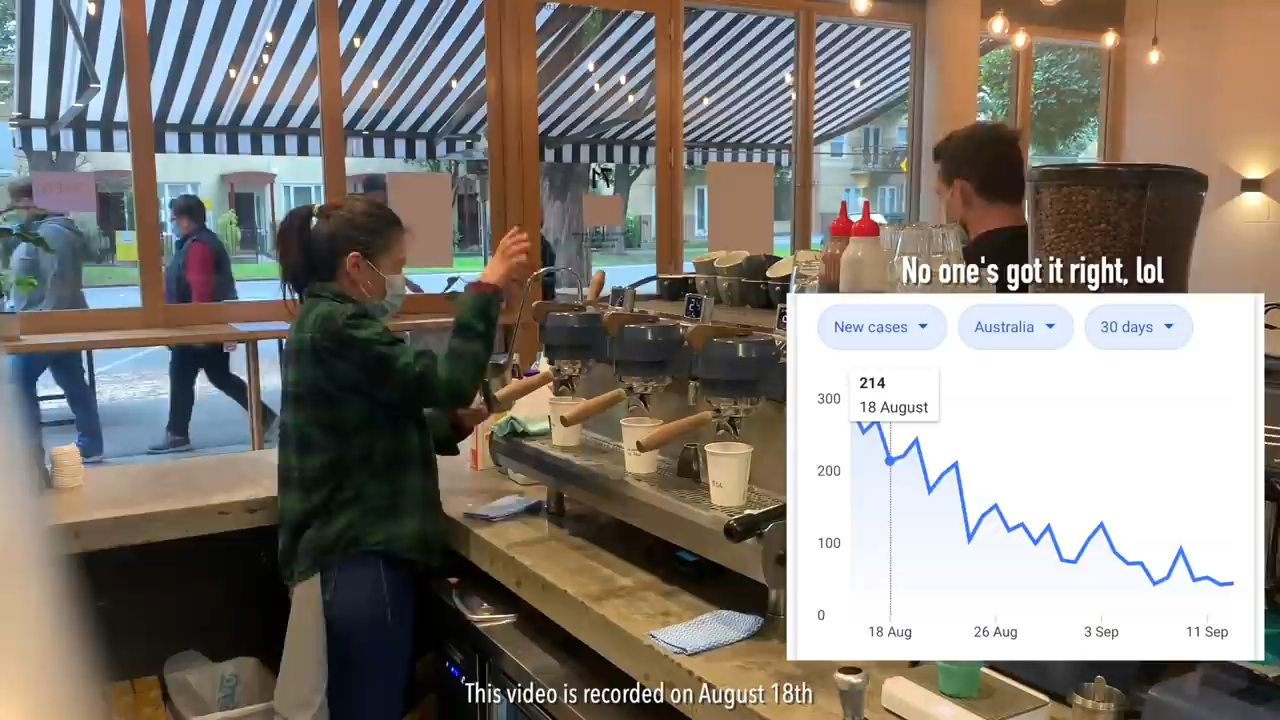 No one's got it right, lol
New cases
Australia
30 days
214
18 August
300
200
100
0
18 Aug
26 Aug
3 Sep
11 Sep
This video is recorded on August 18th